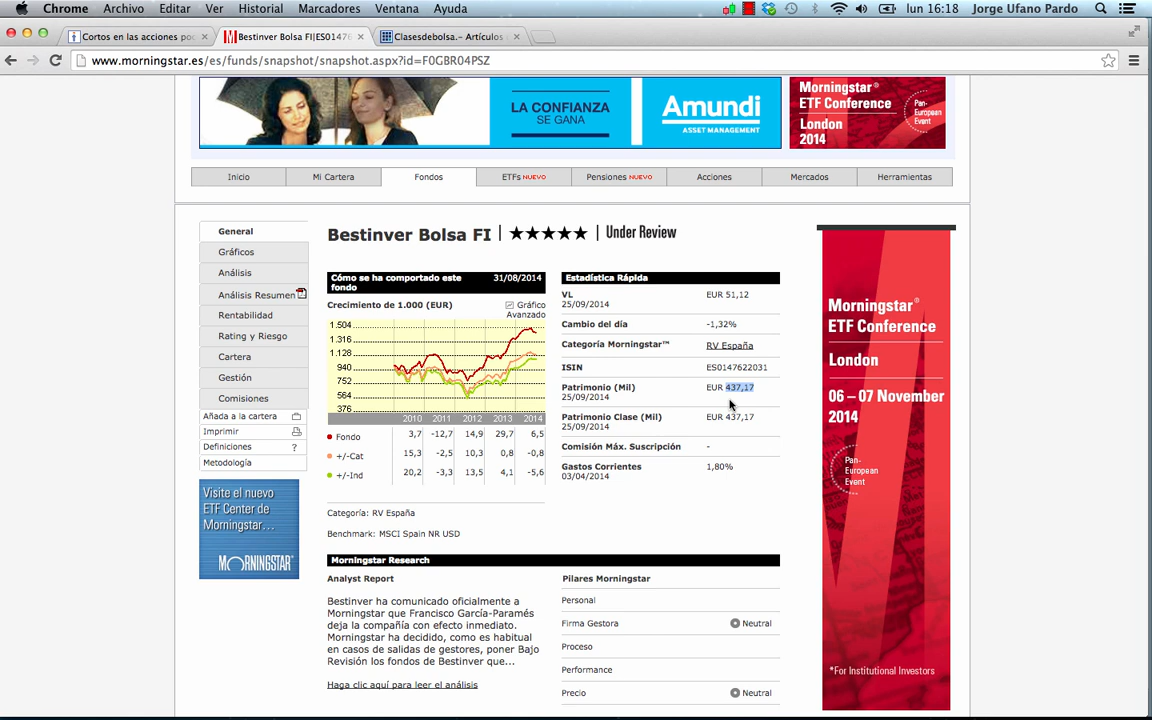 Chrome Archivo Editar Ver Historial Marcadores Ventana Ayuda lun 16:18 Jorge Ufano Pardo
Cortos en las acciones po
Bestinver Bolsa FI|ES01476
Clasesdebolsa.- Artículos
www.morningstar.es/es/funds/snapshot/snapshot.aspx?id=F0GBR04PSZ
LA CONFIANZA
SE GANA
Amundi
ASSET MANAGEMENT
Morningstar®
ETF Conference
London
2014
Pan-
European
Event
Inicio Mi Cartera Fondos ETFs NUEVO Pensiones NUEVO Acciones Mercados Herramientas
General
Gráficos
Análisis
Análisis Resumen
Rentabilidad
Rating y Riesgo
Cartera
Gestión
Comisiones
Añada a la cartera
Imprimir
Definiciones ?
Metodología
Visite el nuevo
ETF Center de
Morningstar...
MORNINGSTAR®
Bestinver Bolsa FI | ★★★★★ | Under Review
Cómo se ha comportado este fondo 31/08/2014
Crecimiento de 1.000 (EUR) Gráfico
Avanzado
1.504
1.316
1.128
940
752
564
376
2010 2011 2012 2013 2014
Fondo 3,7 -12,7 14,9 29,7 6,5
+/-Cat 15,3 -2,5 10,3 0,8 -0,8
+/-Ind 20,2 -3,3 13,5 4,1 -5,6
Categoría: RV España
Benchmark: MSCI Spain NR USD
Estadística Rápida
VL EUR 51,12
25/09/2014
Cambio del día -1,32%
Categoría Morningstar™ RV España
ISIN ES0147622031
Patrimonio (Mil) EUR 437,17
25/09/2014
Patrimonio Clase (Mil) EUR 437,17
25/09/2014
Comisión Máx. Suscripción -
Gastos Corrientes 1,80%
03/04/2014
Morningstar Research
Analyst Report
Bestinver ha comunicado oficialmente a
Morningstar que Francisco García-Paramés
deja la compañía con efecto inmediato.
Morningstar ha decidido, como es habitual
en casos de salidas de gestores, poner Bajo
Revisión los fondos de Bestinver que...
Haga clic aquí para leer el análisis
Pilares Morningstar
Personal
Firma Gestora Neutral
Proceso
Performance
Precio Neutral
Morningstar®
ETF Conference
London
06 – 07 November
2014
Pan-
European
Event
*For Institutional Investors